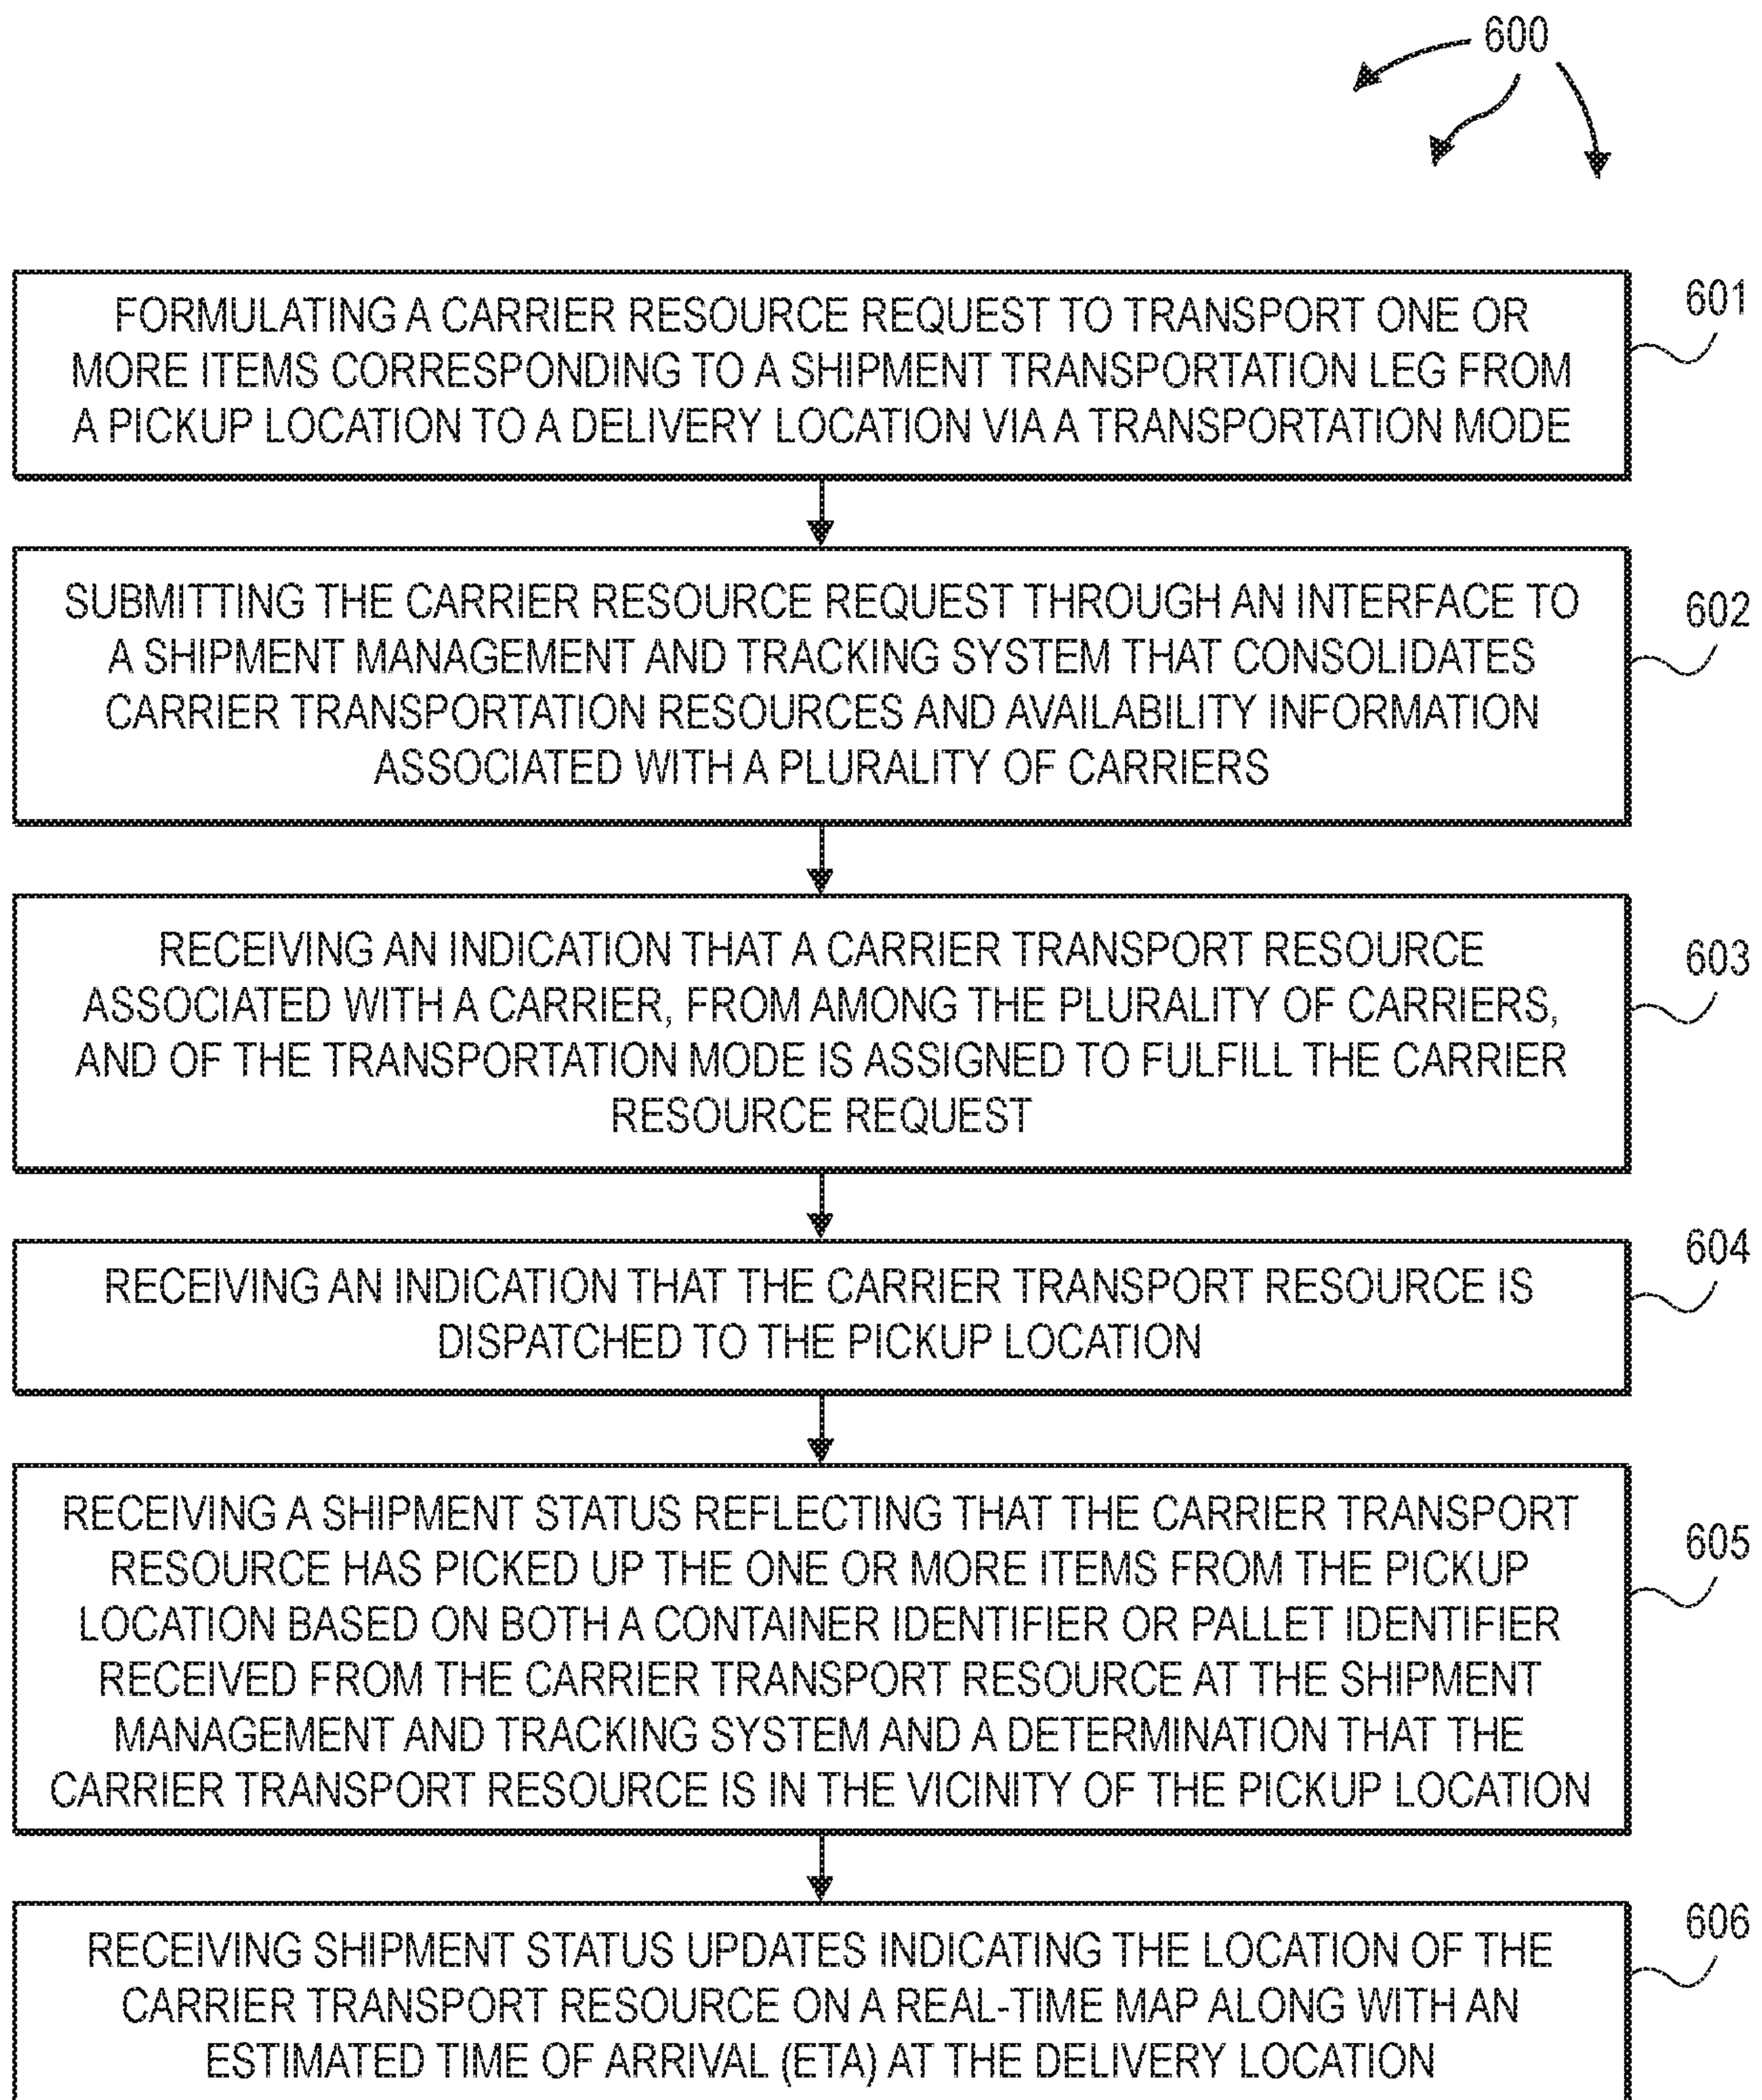 600
FORMULATING A CARRIER RESOURCE REQUEST TO TRANSPORT ONE OR
MORE ITEMS CORRESPONDING TO A SHIPMENT TRANSPORTATION LEG FROM
A PICKUP LOCATION TO A DELIVERY LOCATION VIA A TRANSPORTATION MODE
601
SUBMITTING THE CARRIER RESOURCE REQUEST THROUGH AN INTERFACE TO
A SHIPMENT MANAGEMENT AND TRACKING SYSTEM THAT CONSOLIDATES
CARRIER TRANSPORTATION RESOURCES AND AVAILABILITY INFORMATION
ASSOCIATED WITH A PLURALITY OF CARRIERS
602
RECEIVING AN INDICATION THAT A CARRIER TRANSPORT RESOURCE
ASSOCIATED WITH A CARRIER, FROM AMONG THE PLURALITY OF CARRIERS,
AND OF THE TRANSPORTATION MODE IS ASSIGNED TO FULFILL THE CARRIER
RESOURCE REQUEST
603
RECEIVING AN INDICATION THAT THE CARRIER TRANSPORT RESOURCE IS
DISPATCHED TO THE PICKUP LOCATION
604
RECEIVING A SHIPMENT STATUS REFLECTING THAT THE CARRIER TRANSPORT
RESOURCE HAS PICKED UP THE ONE OR MORE ITEMS FROM THE PICKUP
LOCATION BASED ON BOTH A CONTAINER IDENTIFIER OR PALLET IDENTIFIER
RECEIVED FROM THE CARRIER TRANSPORT RESOURCE AT THE SHIPMENT
MANAGEMENT AND TRACKING SYSTEM AND A DETERMINATION THAT THE
CARRIER TRANSPORT RESOURCE IS IN THE VICINITY OF THE PICKUP LOCATION
605
RECEIVING SHIPMENT STATUS UPDATES INDICATING THE LOCATION OF THE
CARRIER TRANSPORT RESOURCE ON A REAL-TIME MAP ALONG WITH AN
ESTIMATED TIME OF ARRIVAL (ETA) AT THE DELIVERY LOCATION
606